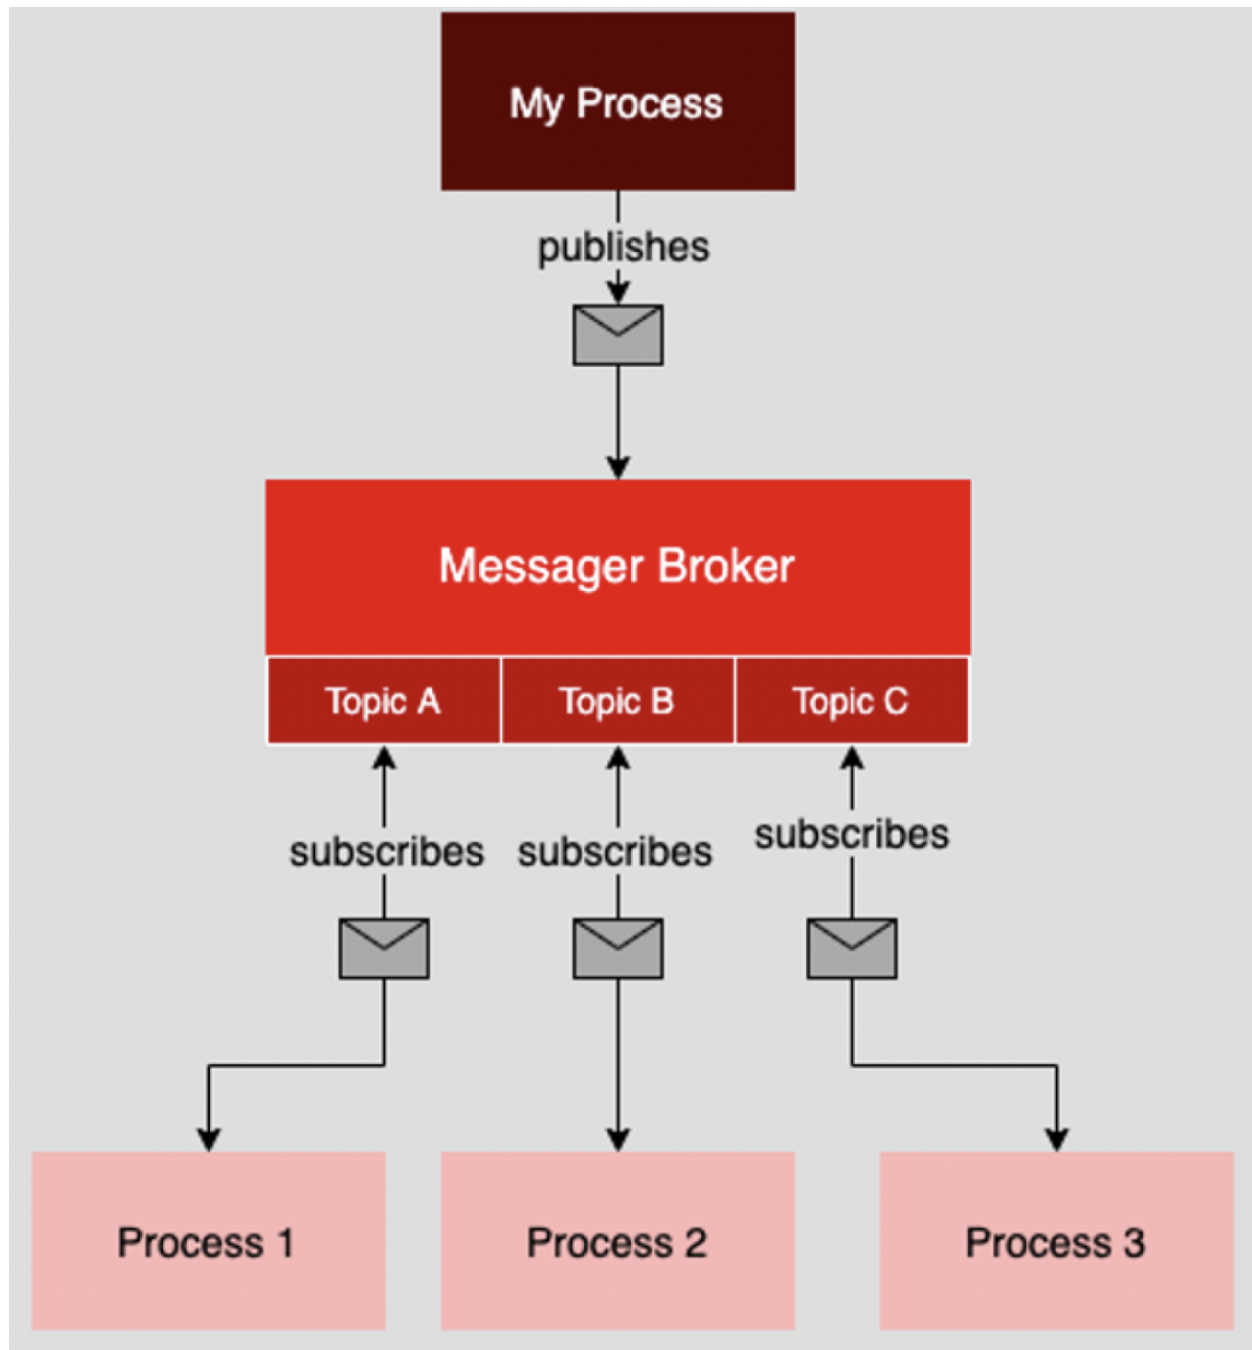 My Process
publishes
Messager Broker
Topic A
Topic B
Topic C
subscribes
subscribes
subscribes
Process 1
Process 2
Process 3